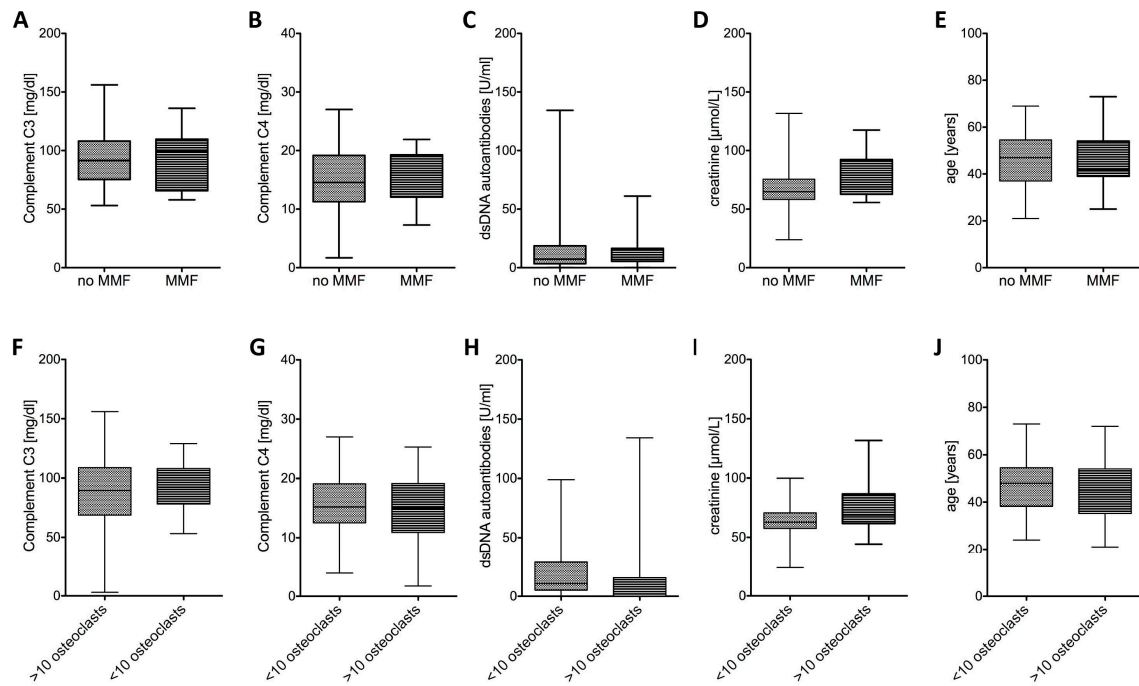 A
Complement C3 [mg/dl]
200
150
100
50
0
no MMF
MMF
B
Complement C4 [mg/dl]
40
30
20
10
0
no MMF
MMF
C
dsDNA autoantibodies [U/ml]
200
150
100
50
0
no MMF
MMF
D
creatinine [µmol/L]
200
150
100
50
0
no MMF
MMF
E
age [years]
100
80
60
40
20
0
no MMF
MMF
F
Complement C3 [mg/dl]
200
150
100
50
0
>10 osteoclasts
<10 osteoclasts
G
Complement C4 [mg/dl]
40
30
20
10
0
<10 osteoclasts
>10 osteoclasts
H
dsDNA autoantibodies [U/ml]
200
150
100
50
0
<10 osteoclasts
>10 osteoclasts
I
creatinine [µmol/L]
200
150
100
50
0
<10 osteoclasts
>10 osteoclasts
J
age [years]
100
80
60
40
20
0
<10 osteoclasts
>10 osteoclasts